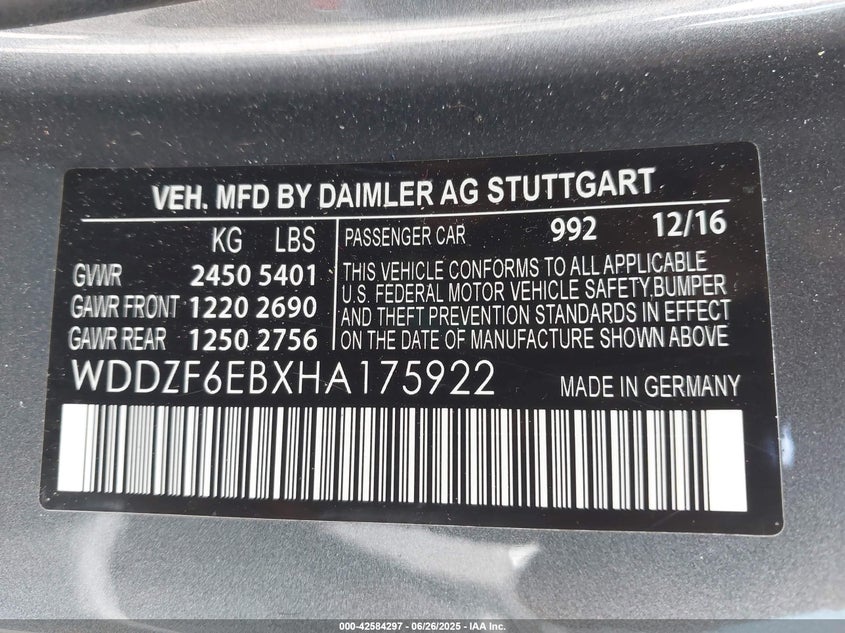 VEH. MFD BY DAIMLER AG STUTTGART
KG LBS
GVWR 2450 5401
GAWR FRONT 1220 2690
GAWR REAR 1250 2756
PASSENGER CAR 992 12/16
THIS VEHICLE CONFORMS TO ALL APPLICABLE
U.S. FEDERAL MOTOR VEHICLE SAFETY,BUMPER
AND THEFT PREVENTION STANDARDS IN EFFECT
ON THE DATE OF MANUFACTURE SHOWN ABOVE
WDDZF6EBXHA175922
MADE IN GERMANY
000-42584297 - 06/26/2025 - IAA Inc.